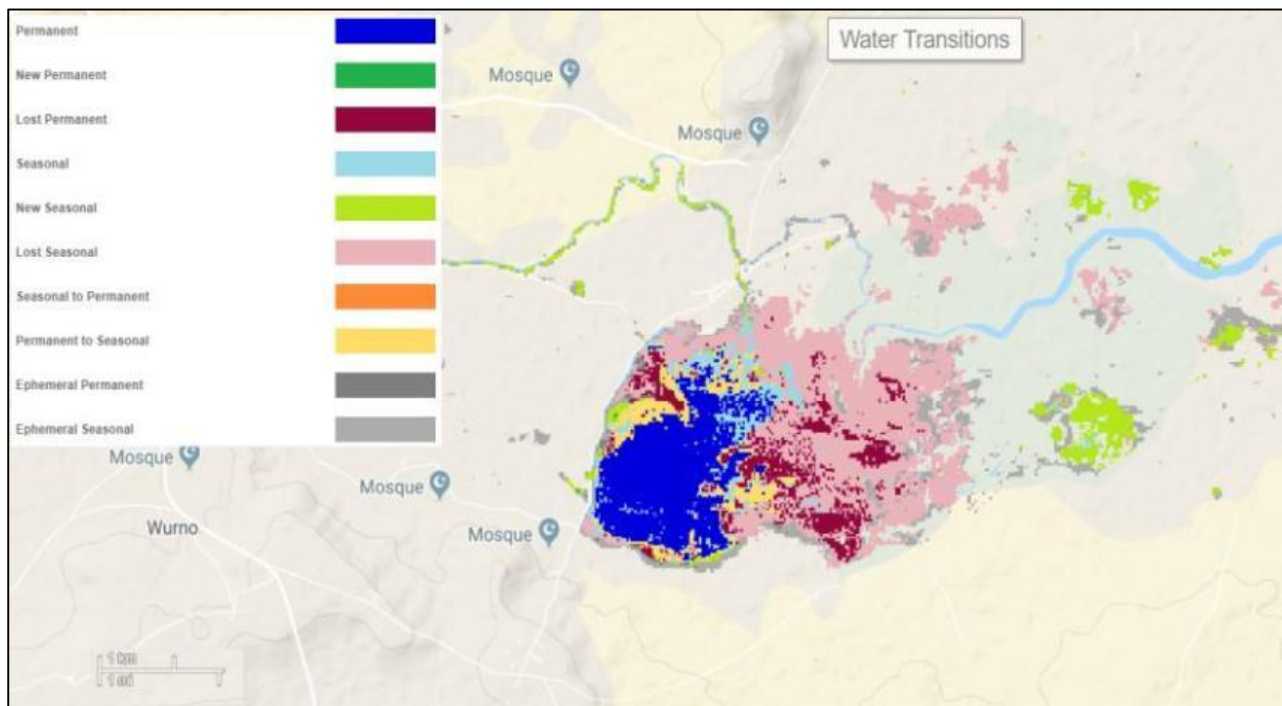 Permanent
New Permanent
Lost Permanent
Seasonal
New Seasonal
Lost Seasonal
Seasonal to Permanent
Permanent to Seasonal
Ephemeral Permanent
Ephemeral Seasonal
Water Transitions
Mosque
Mosque
Mosque
Mosque
Mosque
Wurno